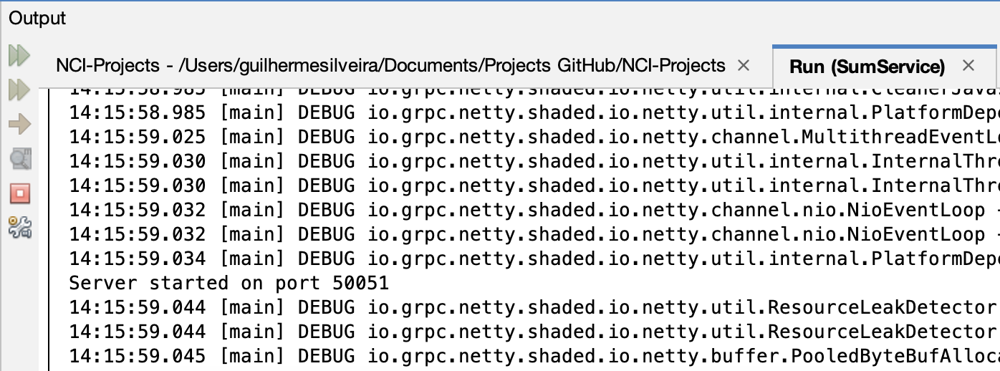 Output
NCI-Projects - /Users/guilhermesilveira/Documents/Projects GitHub/NCI-Projects
Run (SumService)
14:15:58.985 [main] DEBUG io.grpc.netty.shaded.io.netty.util.internal.CleanerJava
14:15:58.985 [main] DEBUG io.grpc.netty.shaded.io.netty.util.internal.PlatformDepe
14:15:59.025 [main] DEBUG io.grpc.netty.shaded.io.netty.channel.MultithreadEventLo
14:15:59.030 [main] DEBUG io.grpc.netty.shaded.io.netty.util.internal.InternalThre
14:15:59.030 [main] DEBUG io.grpc.netty.shaded.io.netty.util.internal.InternalThre
14:15:59.032 [main] DEBUG io.grpc.netty.shaded.io.netty.channel.nio.NioEventLoop -
14:15:59.032 [main] DEBUG io.grpc.netty.shaded.io.netty.channel.nio.NioEventLoop -
14:15:59.034 [main] DEBUG io.grpc.netty.shaded.io.netty.util.internal.PlatformDepe
Server started on port 50051
14:15:59.044 [main] DEBUG io.grpc.netty.shaded.io.netty.util.ResourceLeakDetector
14:15:59.044 [main] DEBUG io.grpc.netty.shaded.io.netty.util.ResourceLeakDetector
14:15:59.045 [main] DEBUG io.grpc.netty.shaded.io.netty.buffer.PooledByteBufAlloca